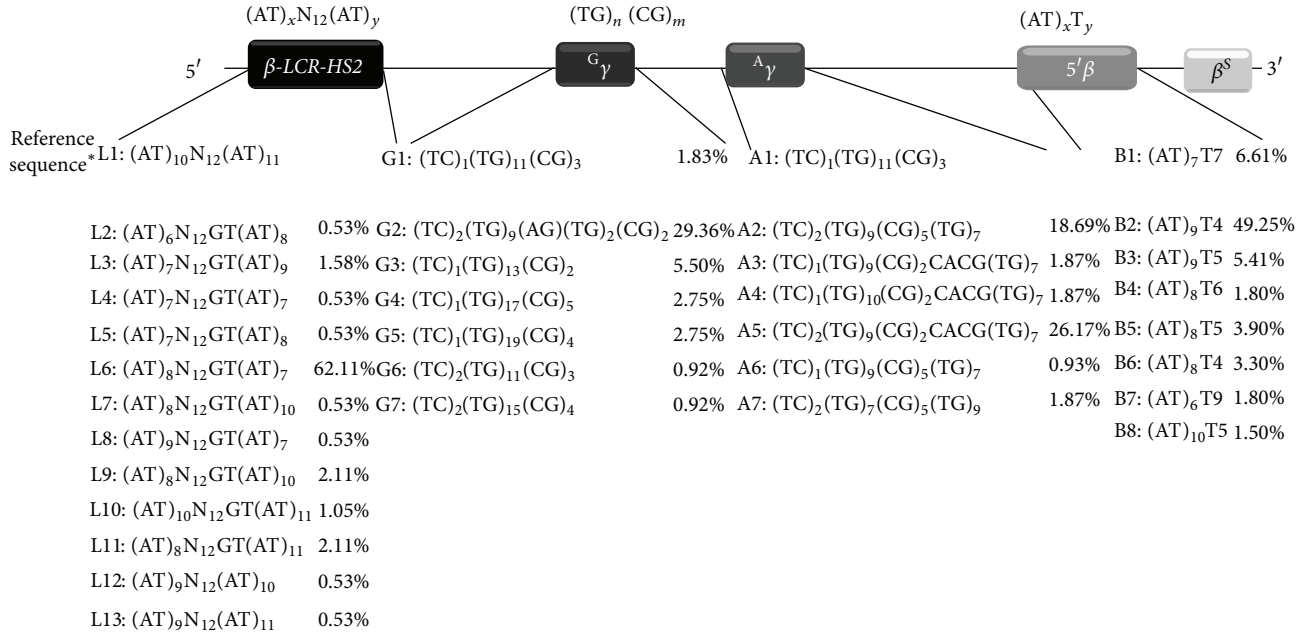 (AT)ₓN₁₂(AT)ᵧ (TG)ₙ (CG)ₘ (AT)ₓTᵧ
5′ β-LCR-HS2 ᴳγ ᴬγ 5′β βˢ 3′
Reference
sequence* L1: (AT)₁₀N₁₂(AT)₁₁ G1: (TC)₁(TG)₁₁(CG)₃ 1.83% A1: (TC)₁(TG)₁₁(CG)₃ B1: (AT)₇T7 6.61%
L2: (AT)₆N₁₂GT(AT)₈ 0.53% G2: (TC)₂(TG)₉(AG)(TG)₂(CG)₂ 29.36% A2: (TC)₂(TG)₉(CG)₅(TG)₇ 18.69% B2: (AT)₉T4 49.25%
L3: (AT)₇N₁₂GT(AT)₉ 1.58% G3: (TC)₁(TG)₁₃(CG)₂ 5.50% A3: (TC)₁(TG)₉(CG)₂CACG(TG)₇ 1.87% B3: (AT)₉T5 5.41%
L4: (AT)₇N₁₂GT(AT)₇ 0.53% G4: (TC)₁(TG)₁₇(CG)₅ 2.75% A4: (TC)₁(TG)₁₀(CG)₂CACG(TG)₇ 1.87% B4: (AT)₈T6 1.80%
L5: (AT)₇N₁₂GT(AT)₈ 0.53% G5: (TC)₁(TG)₁₉(CG)₄ 2.75% A5: (TC)₂(TG)₉(CG)₂CACG(TG)₇ 26.17% B5: (AT)₈T5 3.90%
L6: (AT)₈N₁₂GT(AT)₇ 62.11% G6: (TC)₂(TG)₁₁(CG)₃ 0.92% A6: (TC)₁(TG)₉(CG)₅(TG)₇ 0.93% B6: (AT)₈T4 3.30%
L7: (AT)₈N₁₂GT(AT)₁₀ 0.53% G7: (TC)₂(TG)₁₅(CG)₄ 0.92% A7: (TC)₂(TG)₇(CG)₅(TG)₉ 1.87% B7: (AT)₆T9 1.80%
L8: (AT)₉N₁₂GT(AT)₇ 0.53% B8: (AT)₁₀T5 1.50%
L9: (AT)₈N₁₂GT(AT)₁₀ 2.11%
L10: (AT)₁₀N₁₂GT(AT)₁₁ 1.05%
L11: (AT)₈N₁₂GT(AT)₁₁ 2.11%
L12: (AT)₉N₁₂(AT)₁₀ 0.53%
L13: (AT)₉N₁₂(AT)₁₁ 0.53%